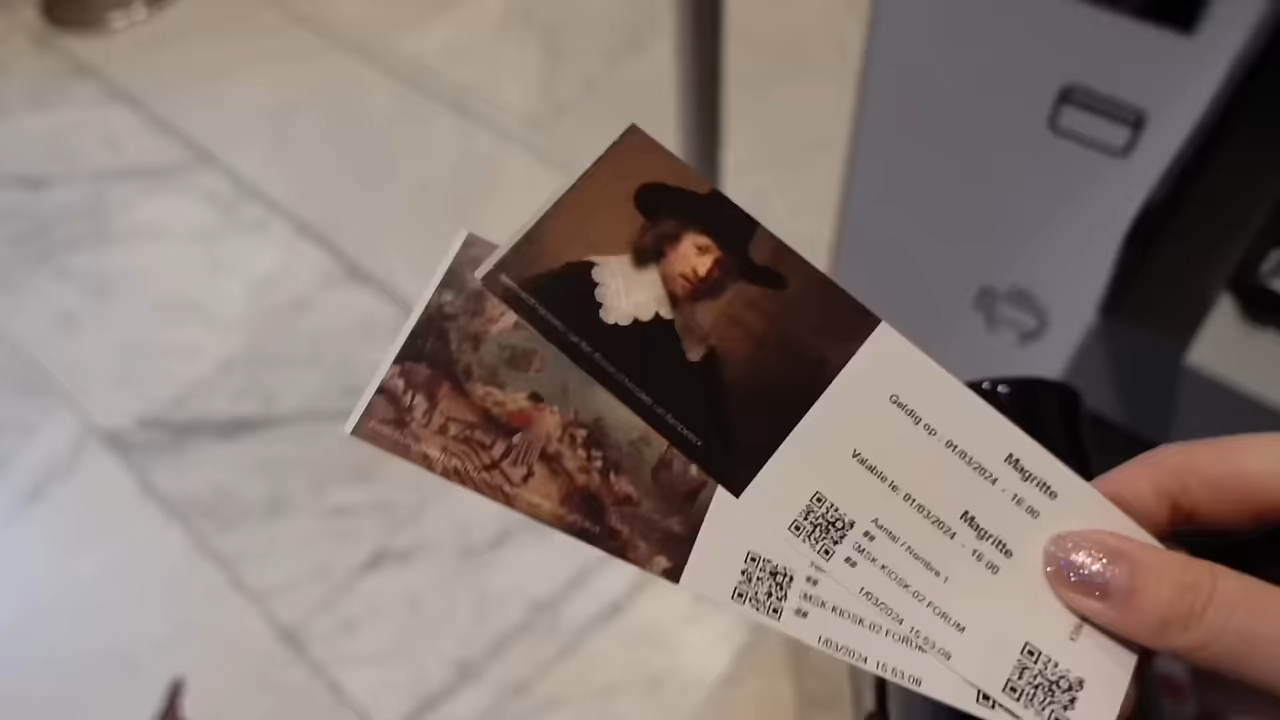 Magritte
Geldig op : 01/03/2024 - 16:00
Magritte
Valable le: 01/03/2024 - 16:00
Aantal / Nombre 1
##
(MSK-KIOSK-02 FORUM
##
1/03/2024 15:53:09
##
(MSK-KIOSK-02 FORUM
##
1/03/2024 15:53:09